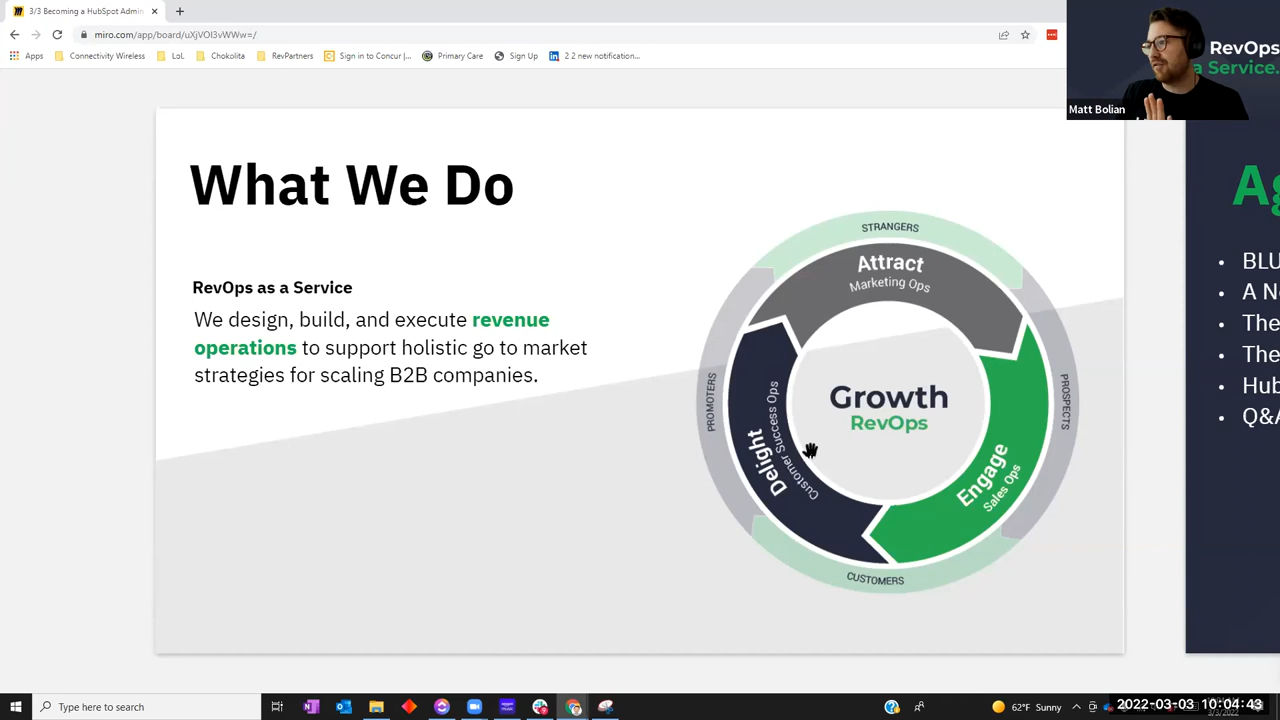 3/3 Becoming a HubSpot Admin
miro.com/app/board/uXjVOI3vWWw=/
Apps
Connectivity Wireless
LoL
Chokolita
RevPartners
Sign in to Concur |...
Primary Care
Sign Up
2 2 new notification...
RevOps
a Service.
Matt Bolian
What We Do
RevOps as a Service
We design, build, and execute revenue
operations to support holistic go to market
strategies for scaling B2B companies.
STRANGERS
Attract
Marketing Ops
PROSPECTS
Engage
Sales Ops
CUSTOMERS
Delight
Customer Success Ops
PROMOTERS
Growth
RevOps
• BLU
• A N
• The
• The
• Hub
• Q&A
Type here to search
62°F Sunny
2022-03-03 10:04:43